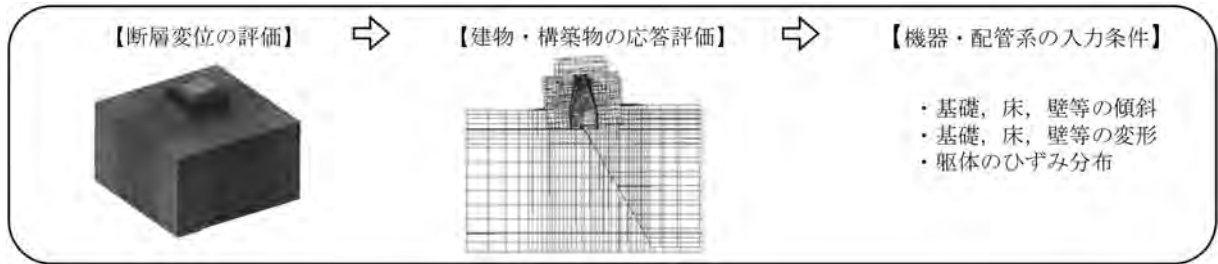 【断層変位の評価】
【建物・構築物の応答評価】
【機器・配管系の入力条件】
・基礎，床，壁等の傾斜
・基礎，床，壁等の変形
・躯体のひずみ分布